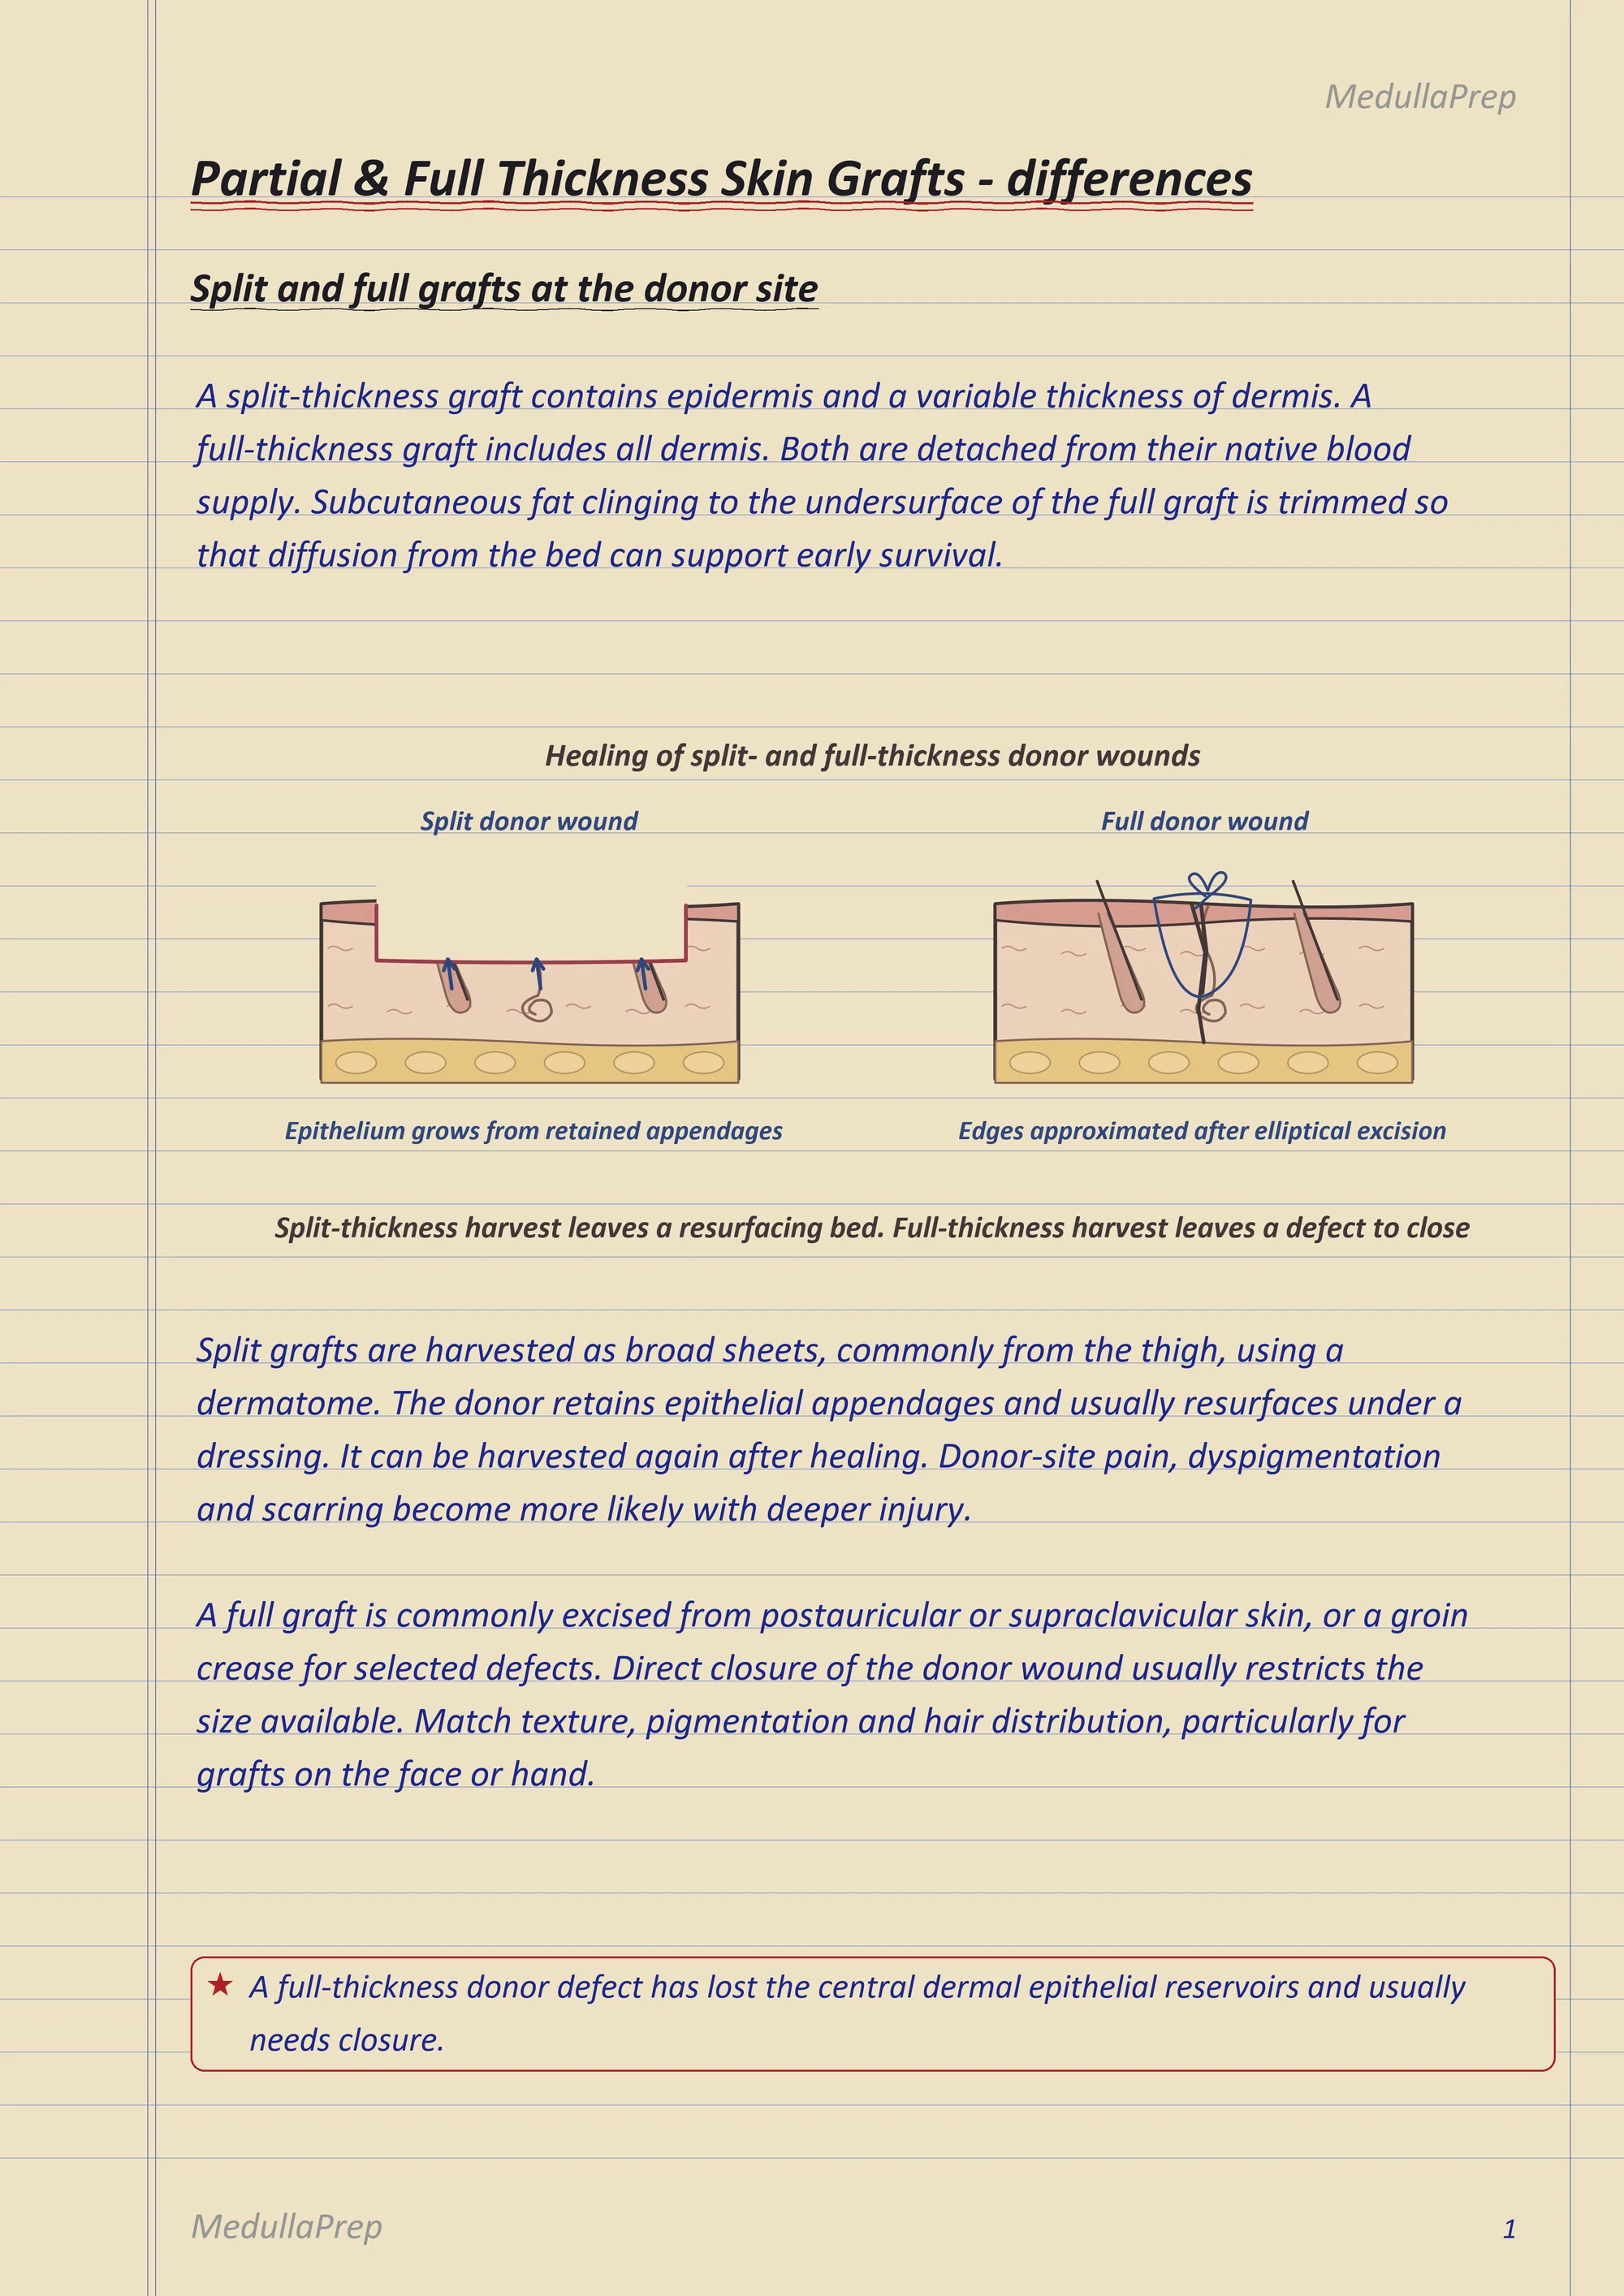 MedullaPrep
Partial & Full Thickness Skin Grafts - differences
Split and full grafts at the donor site
A split-thickness graft contains epidermis and a variable thickness of dermis. A
full-thickness graft includes all dermis. Both are detached from their native blood
supply. Subcutaneous fat clinging to the undersurface of the full graft is trimmed so
that diffusion from the bed can support early survival.
Healing of split- and full-thickness donor wounds
Split donor wound
Full donor wound
Epithelium grows from retained appendages
Edges approximated after elliptical excision
Split-thickness harvest leaves a resurfacing bed. Full-thickness harvest leaves a defect to close
Split grafts are harvested as broad sheets, commonly from the thigh, using a
dermatome. The donor retains epithelial appendages and usually resurfaces under a
dressing. It can be harvested again after healing. Donor-site pain, dyspigmentation
and scarring become more likely with deeper injury.
A full graft is commonly excised from postauricular or supraclavicular skin, or a groin
crease for selected defects. Direct closure of the donor wound usually restricts the
size available. Match texture, pigmentation and hair distribution, particularly for
grafts on the face or hand.
★ A full-thickness donor defect has lost the central dermal epithelial reservoirs and usually
needs closure.
MedullaPrep
1